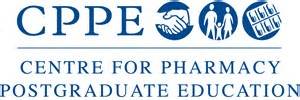 CPPE
CENTRE FOR PHARMACY
POSTGRADUATE EDUCATION